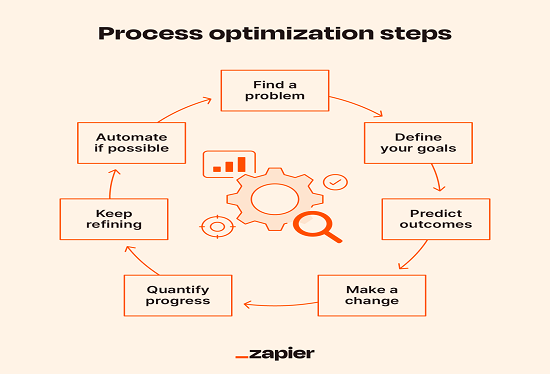 Process optimization steps
Find a
problem
Define
your goals
Predict
outcomes
Make a
change
Quantify
progress
Keep
refining
Automate
if possible
_zapier